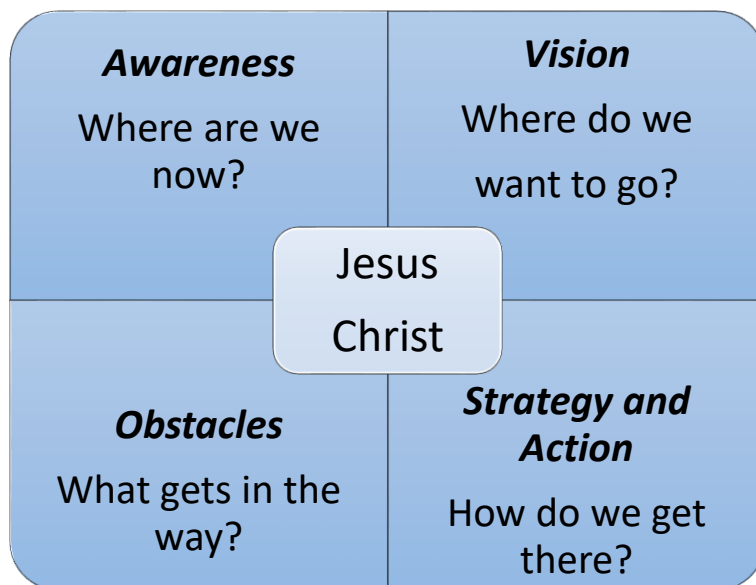 Awareness
Where are we
now?
Vision
Where do we
want to go?
Jesus
Christ
Obstacles
What gets in the
way?
Strategy and
Action
How do we get
there?